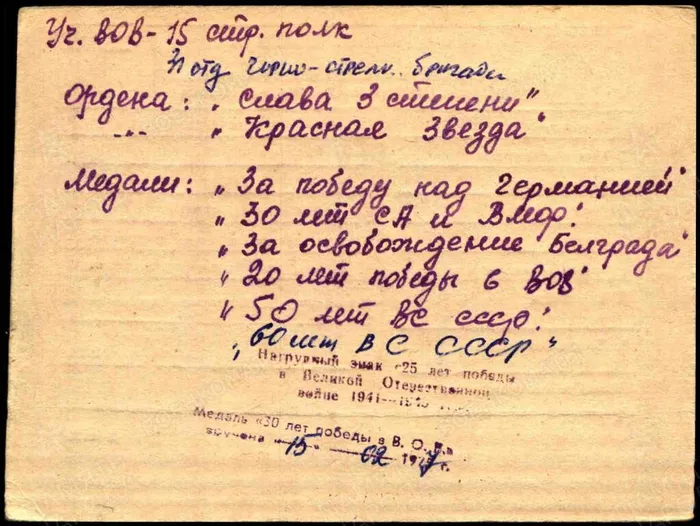 Уч. ВОВ - 15 стр. полк
31 отд горно-стрелк. бригады
Ордена: „Слава 3 степени"
-„- „Красная Звезда"
Медали: „За победу над Германией"
„30 лет СА и ВМФ"
„За освобождение Белграда"
„20 лет победы в ВОВ"
„50 лет ВС СССР"
„60 лет ВС СССР"
Нагрудный знак «25 лет победы
в Великой Отечественной
войне 1941—1945
Медаль «30 лет победы в В. О. В.»
вручена „15" 02 197 г.